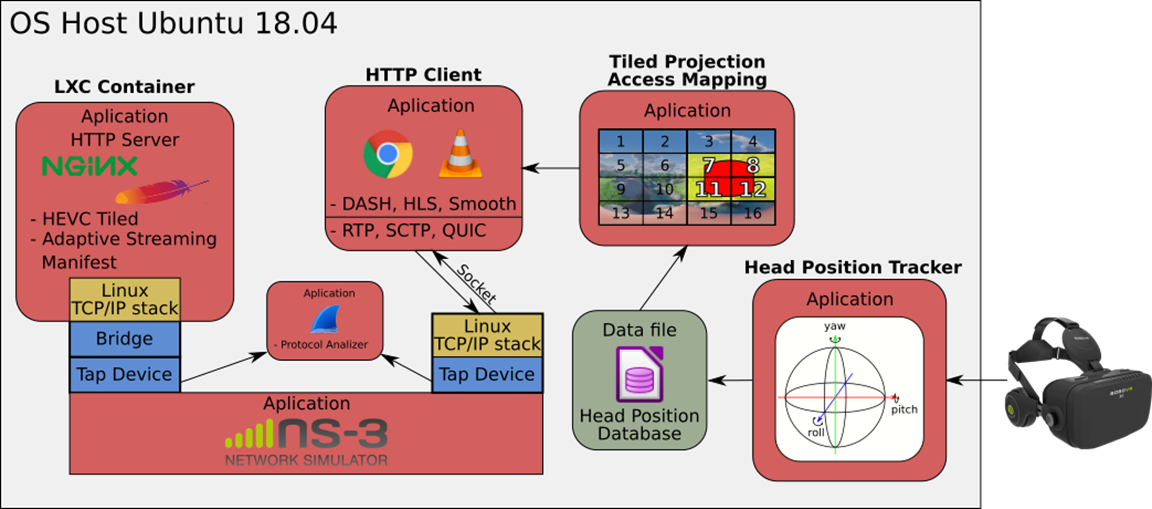 OS Host Ubuntu 18.04
LXC Container
Aplication
HTTP Server
NGiNX
- HEVC Tiled
- Adaptive Streaming
Manifest
Linux
TCP/IP stack
Bridge
Tap Device
HTTP Client
Aplication
- DASH, HLS, Smooth
- RTP, SCTP, QUIC
Socket
Aplication
- Protocol Analizer
Linux
TCP/IP stack
Tap Device
Aplication
ns-3
NETWORK SIMULATOR
Tiled Projection
Access Mapping
Aplication
1 2 3 4
5 6 7 8
9 10 11 12
13 14 15 16
Data file
Head Position
Database
Head Position Tracker
Aplication
yaw
pitch
roll